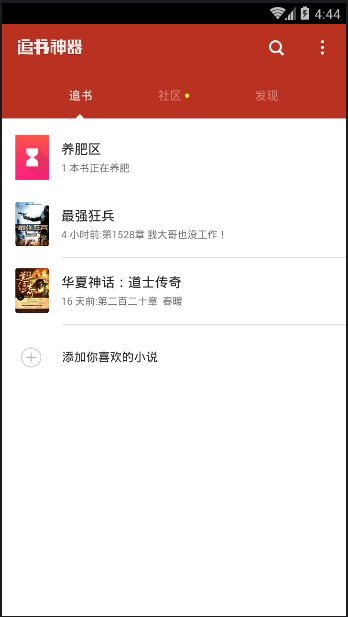 4:44
追书神器
追书
社区
发现
养肥区
1 本书正在养肥
最强狂兵
4 小时前:第1528章 我大哥也没工作！
华夏神话：道士传奇
16 天前:第二百二十章 春暖
添加你喜欢的小说